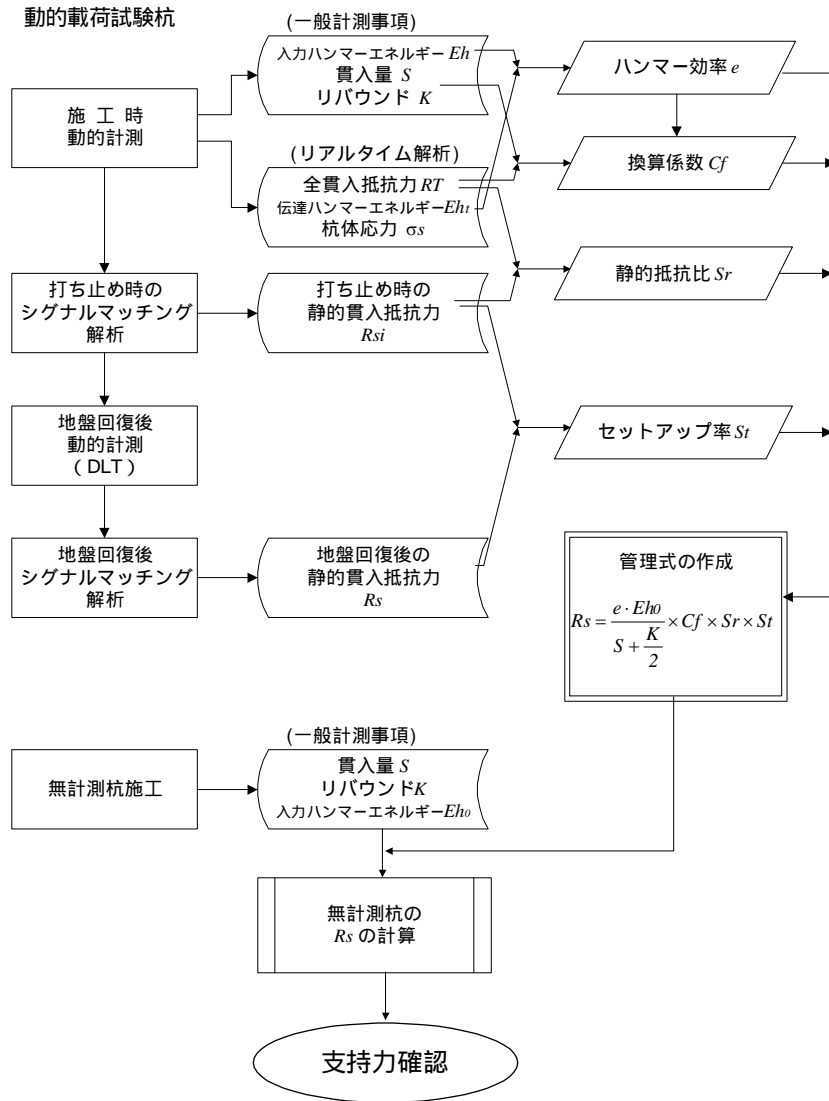 動的載荷試験杭
(一般計測事項)
入力ハンマーエネルギーEh
貫入量 S
リバウンド K
ハンマー効率 e
施 工 時
動的計測
(リアルタイム解析)
全貫入抵抗力 RT
伝達ハンマーエネルギーEht
杭体応力 σs
換算係数 Cf
打ち止め時の
シグナルマッチング
解析
打ち止め時の
静的貫入抵抗力
Rsi
静的抵抗比 Sr
地盤回復後
動的計測
(DLT)
セットアップ率 St
地盤回復後
シグナルマッチング
解析
地盤回復後の
静的貫入抵抗力
Rs
管理式の作成
Rs = \frac{e · Eh0}{S + \frac{K}{2}} × Cf × Sr × St
無計測杭施工
(一般計測事項)
貫入量 S
リバウンドK
入力ハンマーエネルギーEh0
無計測杭の
Rs の計算
支持力確認